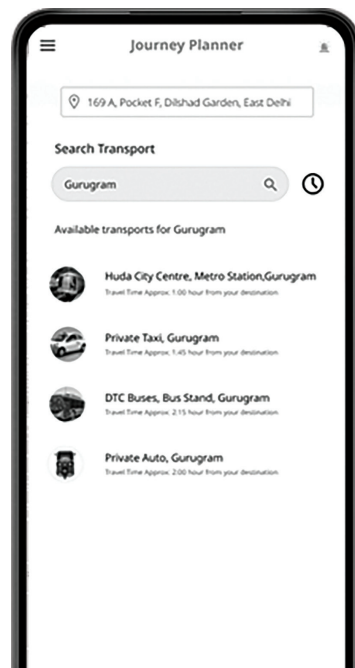 Journey Planner
169 A, Pocket F, Dilshad Garden, East Delhi
Search Transport
Gurugram
Available transports for Gurugram
Huda City Centre, Metro Station,Gurugram
Travel Time Approx: 1:00 hour from your destination
Private Taxi, Gurugram
Travel Time Approx: 1:45 hour from your destination
DTC Buses, Bus Stand, Gurugram
Travel Time Approx: 2:15 hour from your destination
Private Auto, Gurugram
Travel Time Approx: 2:00 hour from your destination